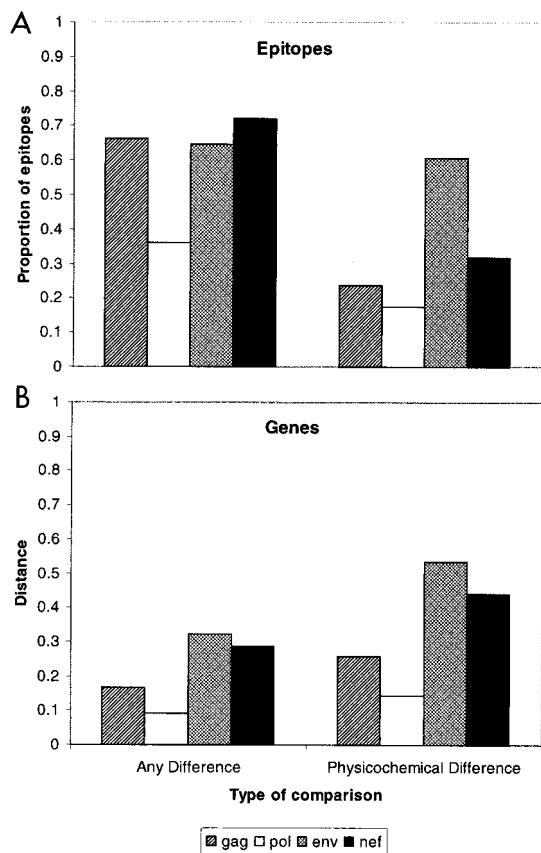 A
Epitopes
Proportion of epitopes
1
0.9
0.8
0.7
0.6
0.5
0.4
0.3
0.2
0.1
0
B
Genes
Distance
1
0.9
0.8
0.7
0.6
0.5
0.4
0.3
0.2
0.1
0
Any Difference Physicochemical Difference
Type of comparison
gag pol env nef